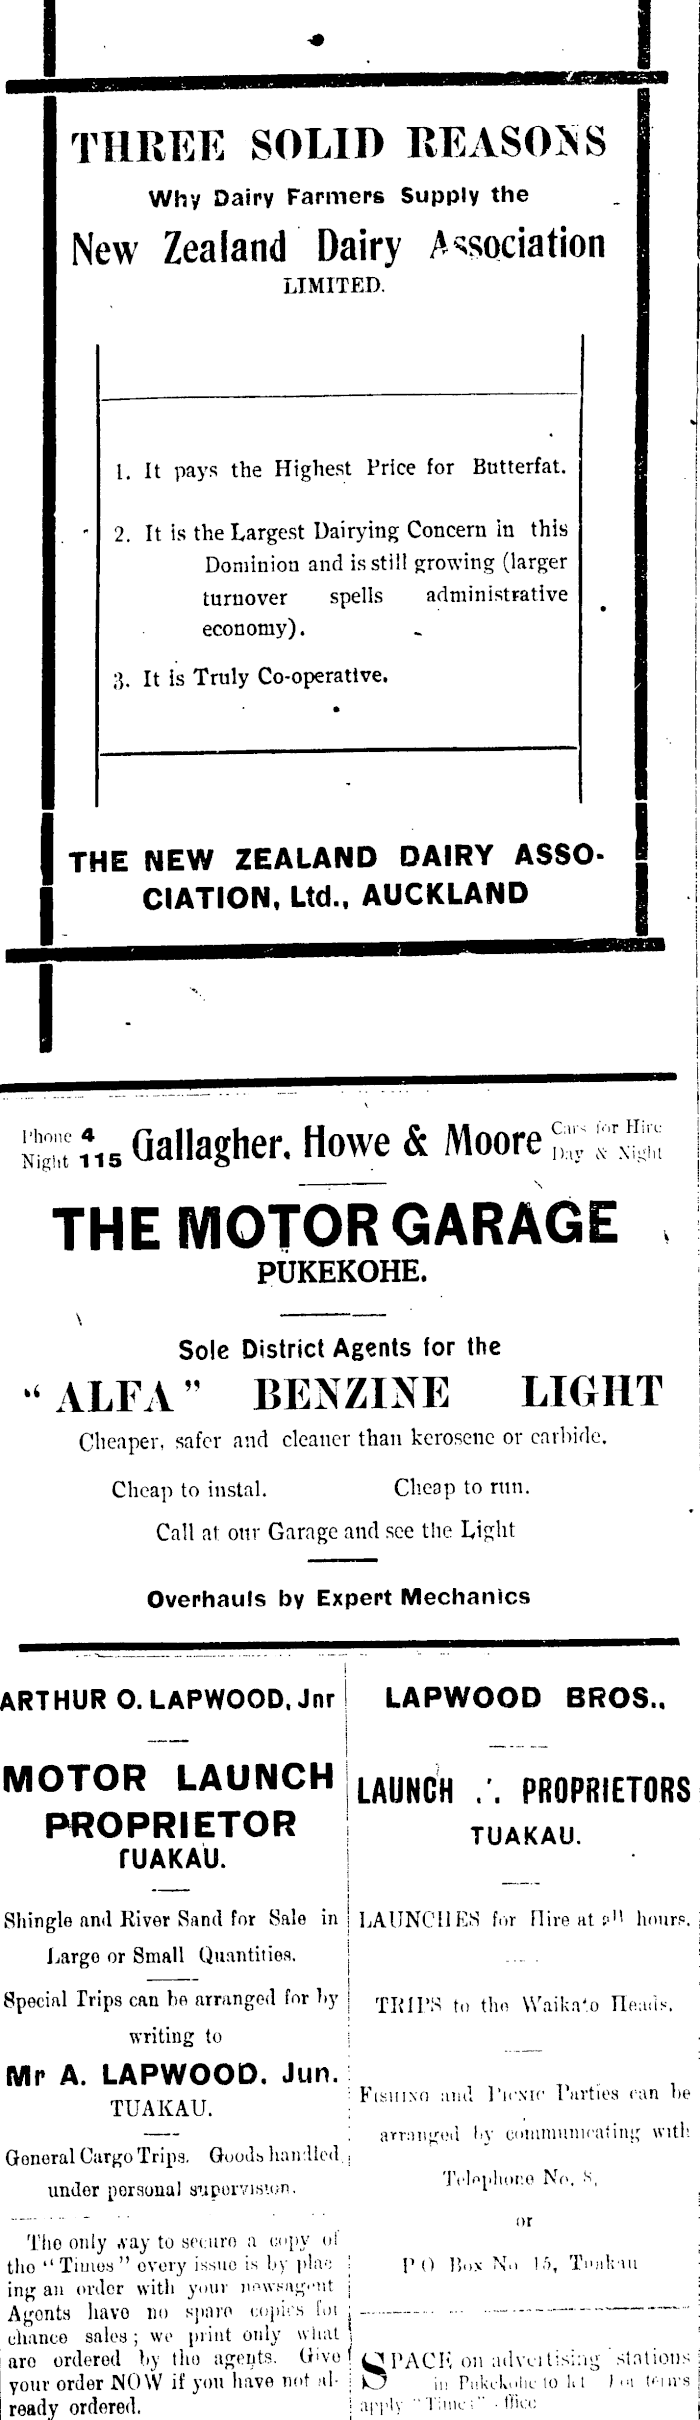 THREE SOLID REASONS
Why Dairy Farmers Supply the
New Zealand Dairy Association
LIMITED.
1. It pays the Highest Price for Butterfat.
2. It is the Largest Dairying Concern in this
Dominion and is still growing (larger
turnover spells administrative
economy).
3. It is Truly Co-operative.
THE NEW ZEALAND DAIRY ASSO-
CIATION, Ltd., AUCKLAND
Phone 4
Night 115
Gallagher, Howe & Moore
Cars for Hire
Day & Night
THE MOTOR GARAGE
PUKEKOHE.
Sole District Agents for the
"ALFA" BENZINE LIGHT
Cheaper, safer and cleaner than kerosene or carbide.
Cheap to instal. Cheap to run.
Call at our Garage and see the Light
Overhauls by Expert Mechanics
ARTHUR O. LAPWOOD, Jnr
MOTOR LAUNCH
PROPRIETOR
TUAKAU.
Shingle and River Sand for Sale in
Large or Small Quantities.
Special Trips can be arranged for by
writing to
Mr A. LAPWOOD. Jun.
TUAKAU.
General Cargo Trips. Goods handled
under personal supervision.
The only way to secure a copy of
the "Times" every issue is by plac-
ing an order with your newsagent
Agents have no spare copies for
chance sales; we print only what
are ordered by the agents. Give
your order NOW if you have not al-
ready ordered.
LAPWOOD BROS.,
LAUNCH .'. PROPRIETORS
TUAKAU.
LAUNCHES for Hire at all hours.
TRIPS to the Waikato Heads.
Fishing and Picnic Parties can be
arranged by communicating with
Telephone No. 8,
or
P O Box No 15, Tuakau
SPACE on advertising stations
in Pukekohe to let For terms
apply "Times" Office